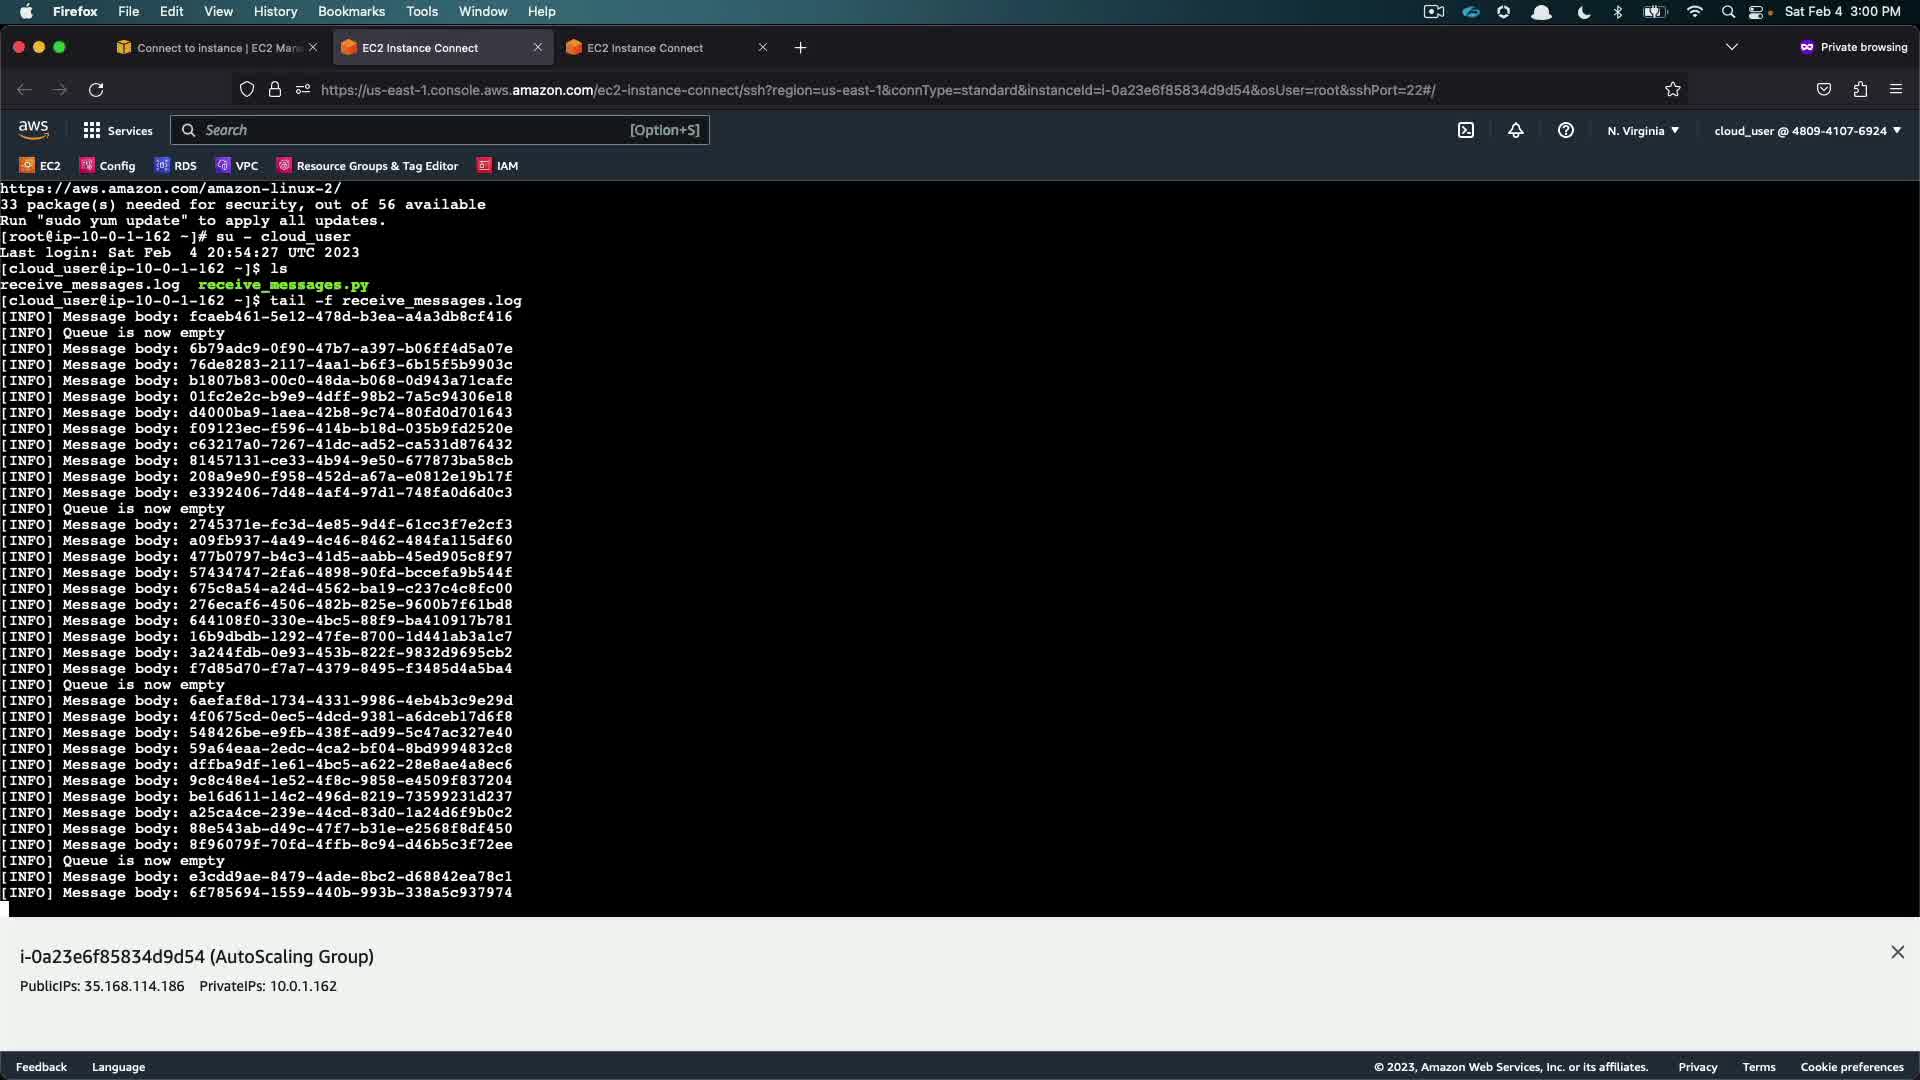 Firefox File Edit View History Bookmarks Tools Window Help Sat Feb 4 3:00 PM
Connect to instance | EC2 Man EC2 Instance Connect EC2 Instance Connect Private browsing
https://us-east-1.console.aws.amazon.com/ec2-instance-connect/ssh?region=us-east-1&connType=standard&instanceId=i-0a23e6f85834d9d54&osUser=root&sshPort=22#/
aws Services Search [Option+S] N. Virginia cloud_user @ 4809-4107-6924
EC2 Config RDS VPC Resource Groups & Tag Editor IAM
https://aws.amazon.com/amazon-linux-2/
33 package(s) needed for security, out of 56 available
Run "sudo yum update" to apply all updates.
[root@ip-10-0-1-162 ~]# su - cloud_user
Last login: Sat Feb  4 20:54:27 UTC 2023
[cloud_user@ip-10-0-1-162 ~]$ ls
receive_messages.log  receive_messages.py
[cloud_user@ip-10-0-1-162 ~]$ tail -f receive_messages.log
[INFO] Message body: fcaeb461-5e12-478d-b3ea-a4a3db8cf416
[INFO] Queue is now empty
[INFO] Message body: 6b79adc9-0f90-47b7-a397-b06ff4d5a07e
[INFO] Message body: 76de8283-2117-4aa1-b6f3-6b15f5b9903c
[INFO] Message body: b1807b83-00c0-48da-b068-0d943a71cafc
[INFO] Message body: 01fc2e2c-b9e9-4dff-98b2-7a5c94306e18
[INFO] Message body: d4000ba9-1aea-42b8-9c74-80fd0d701643
[INFO] Message body: f09123ec-f596-414b-b18d-035b9fd2520e
[INFO] Message body: c63217a0-7267-41dc-ad52-ca531d876432
[INFO] Message body: 81457131-ce33-4b94-9e50-677873ba58cb
[INFO] Message body: 208a9e90-f958-452d-a67a-e0812e19b17f
[INFO] Message body: e3392406-7d48-4af4-97d1-748fa0d6d0c3
[INFO] Queue is now empty
[INFO] Message body: 2745371e-fc3d-4e85-9d4f-61cc3f7e2cf3
[INFO] Message body: a09fb937-4a49-4c46-8462-484fa115df60
[INFO] Message body: 477b0797-b4c3-41d5-aabb-45ed905c8f97
[INFO] Message body: 57434747-2fa6-4898-90fd-bccefa9b544f
[INFO] Message body: 675c8a54-a24d-4562-ba19-c237c4c8fc00
[INFO] Message body: 276ecaf6-4506-482b-825e-9600b7f61bd8
[INFO] Message body: 644108f0-330e-4bc5-88f9-ba410917b781
[INFO] Message body: 16b9dbdb-1292-47fe-8700-1d441ab3a1c7
[INFO] Message body: 3a244fdb-0e93-453b-822f-9832d9695cb2
[INFO] Message body: f7d85d70-f7a7-4379-8495-f3485d4a5ba4
[INFO] Queue is now empty
[INFO] Message body: 6aefaf8d-1734-4331-9986-4eb4b3c9e29d
[INFO] Message body: 4f0675cd-0ec5-4dcd-9381-a6dceb17d6f8
[INFO] Message body: 548426be-e9fb-438f-ad99-5c47ac327e40
[INFO] Message body: 59a64eaa-2edc-4ca2-bf04-8bd9994832c8
[INFO] Message body: dffba9df-1e61-4bc5-a622-28e8ae4a8ec6
[INFO] Message body: 9c8c48e4-1e52-4f8c-9858-e4509f837204
[INFO] Message body: be16d611-14c2-496d-8219-73599231d237
[INFO] Message body: a25ca4ce-239e-44cd-83d0-1a24d6f9b0c2
[INFO] Message body: 88e543ab-d49c-47f7-b31e-e2568f8df450
[INFO] Message body: 8f96079f-70fd-4ffb-8c94-d46b5c3f72ee
[INFO] Queue is now empty
[INFO] Message body: e3cdd9ae-8479-4ade-8bc2-d68842ea78c1
[INFO] Message body: 6f785694-1559-440b-993b-338a5c937974
i-0a23e6f85834d9d54 (AutoScaling Group)
PublicIPs: 35.168.114.186 PrivateIPs: 10.0.1.162
Feedback Language © 2023, Amazon Web Services, Inc. or its affiliates. Privacy Terms Cookie preferences